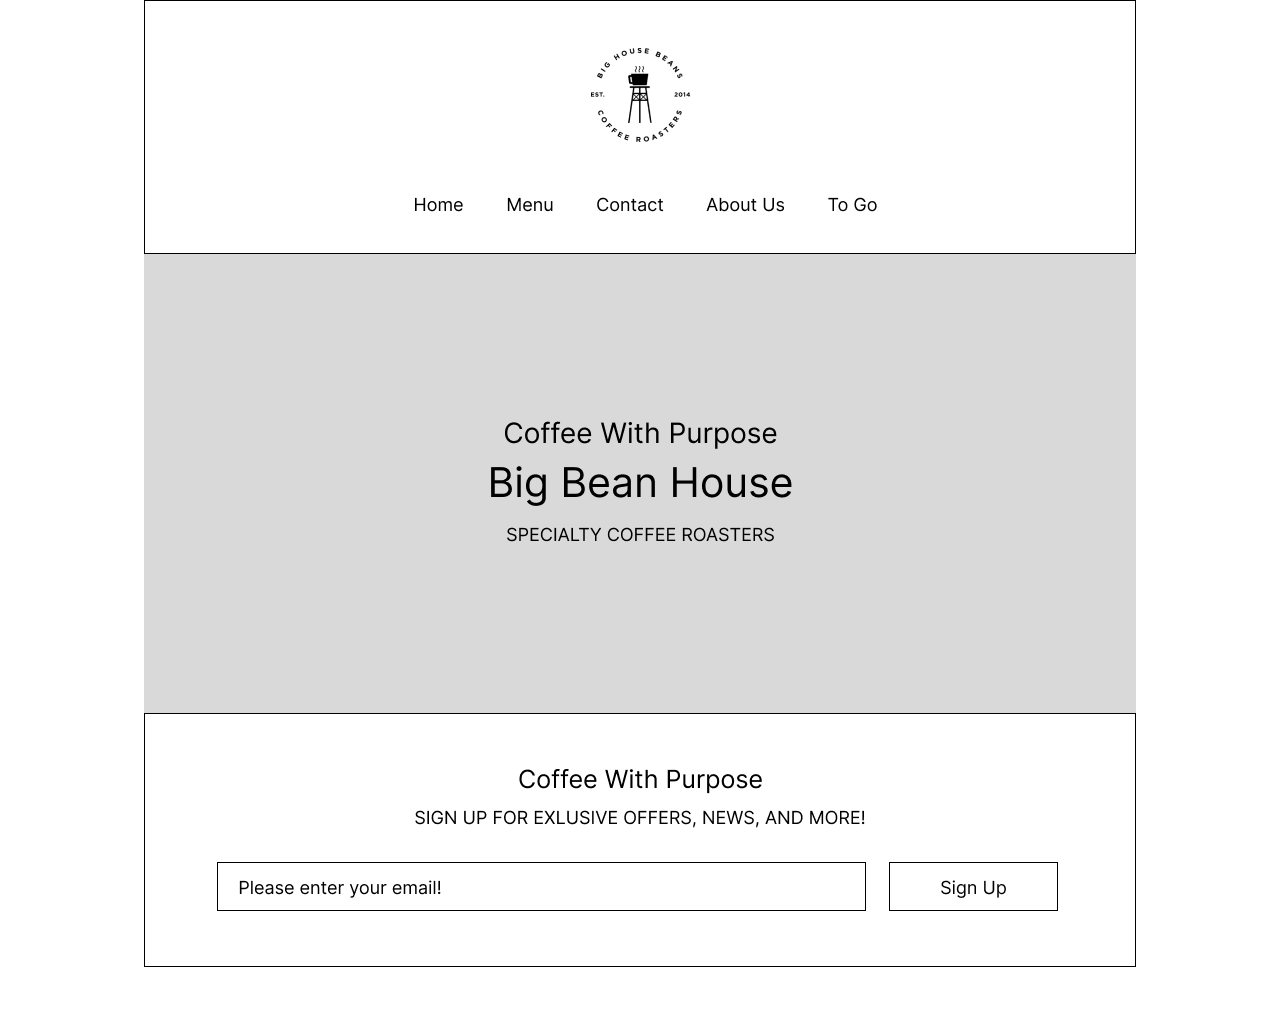 BIG HOUSE BEANS
EST. 2014
COFFEE ROASTERS
Home Menu Contact About Us To Go
Coffee With Purpose
Big Bean House
SPECIALTY COFFEE ROASTERS
Coffee With Purpose
SIGN UP FOR EXLUSIVE OFFERS, NEWS, AND MORE!
Please enter your email! Sign Up